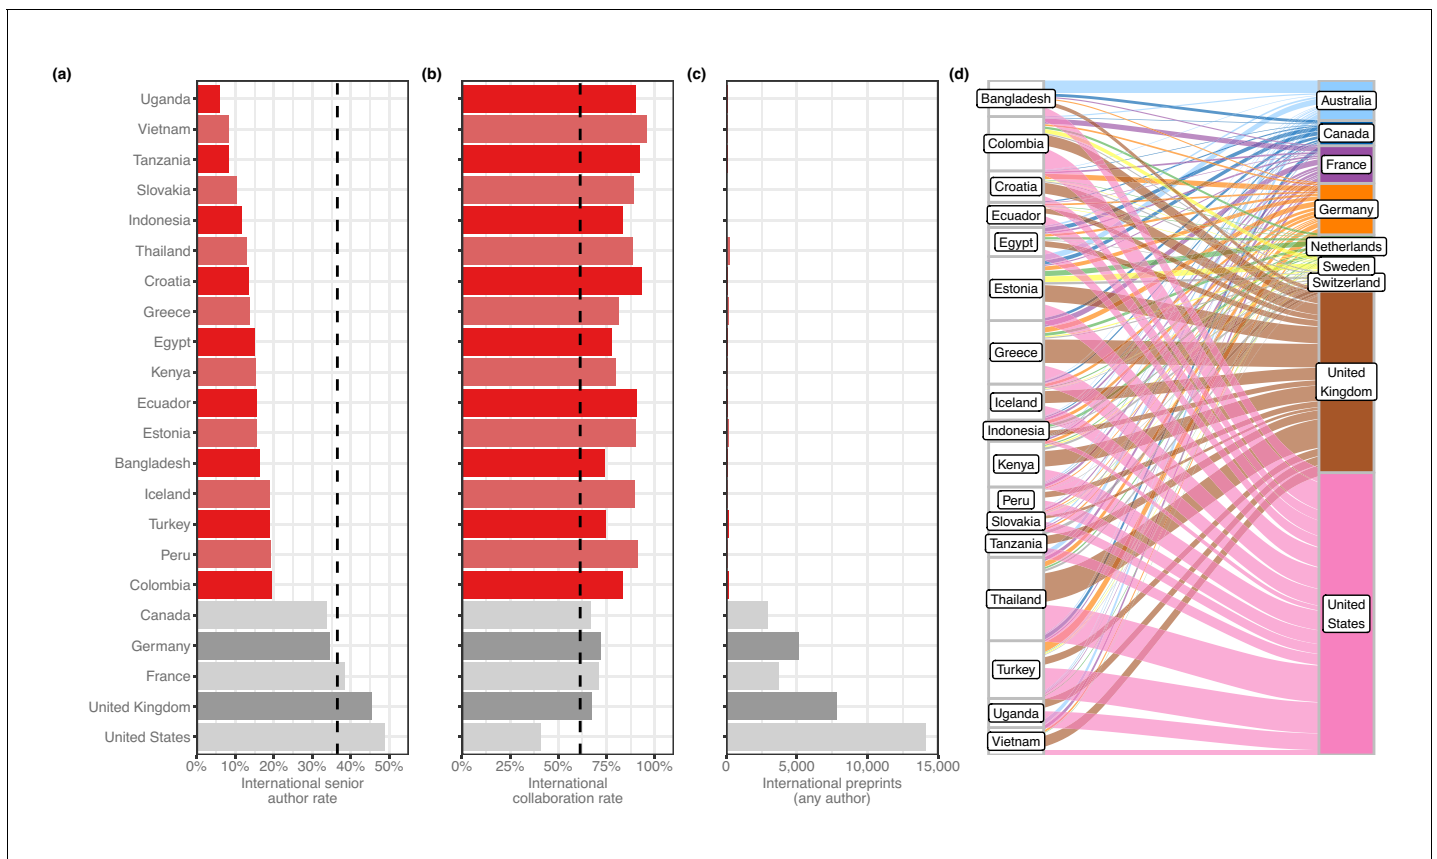 (a)
(b)
(c)
(d)
Uganda
Vietnam
Tanzania
Slovakia
Indonesia
Thailand
Croatia
Greece
Egypt
Kenya
Ecuador
Estonia
Bangladesh
Iceland
Turkey
Peru
Colombia
Canada
Germany
France
United Kingdom
United States
0%
10%
20%
30%
40%
50%
International senior
author rate
0%
25%
50%
75%
100%
International
collaboration rate
0
5,000
10,000
15,000
International preprints
(any author)
Bangladesh
Colombia
Croatia
Ecuador
Egypt
Estonia
Greece
Iceland
Indonesia
Kenya
Peru
Slovakia
Tanzania
Thailand
Turkey
Uganda
Vietnam
Australia
Canada
France
Germany
Netherlands
Sweden
Switzerland
United
Kingdom
United
States